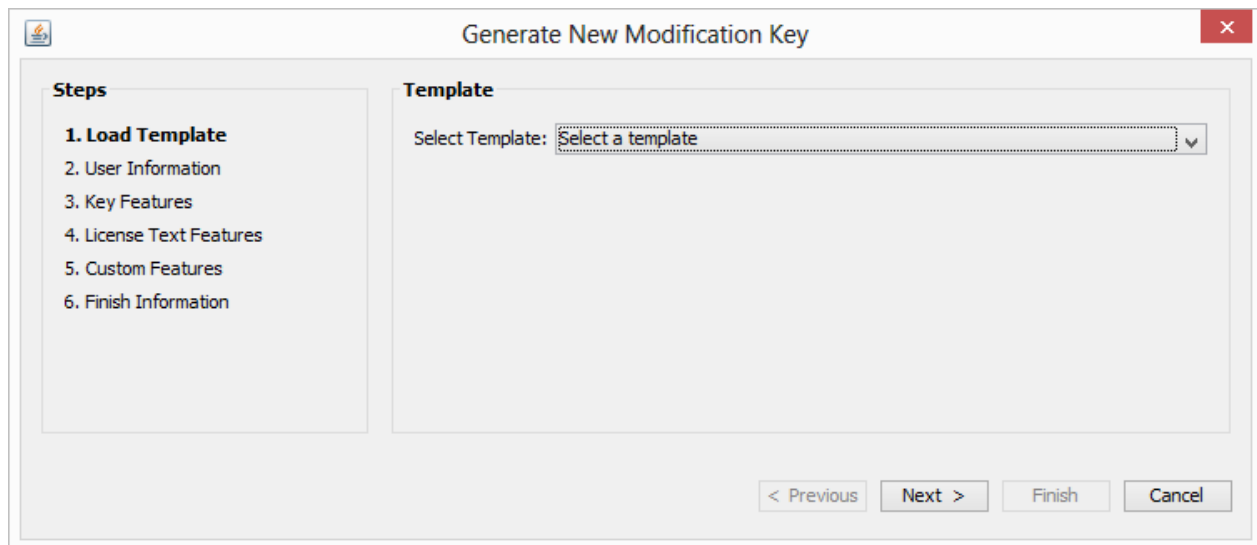 Generate New Modification Key
Steps
1. Load Template
2. User Information
3. Key Features
4. License Text Features
5. Custom Features
6. Finish Information
Template
Select Template: Select a template
< Previous Next > Finish Cancel